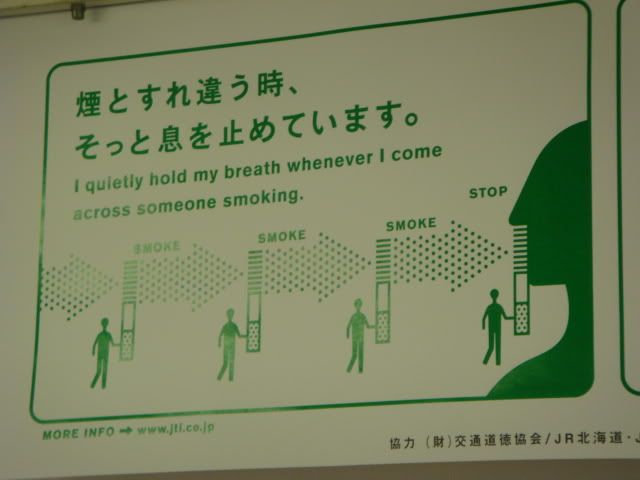 煙とすれ違う時、
そっと息を止めています。
I quietly hold my breath whenever I come
across someone smoking.
SMOKE
SMOKE
SMOKE
STOP
MORE INFO ➔ www.jti.co.jp
協力 (財)交通道徳協会/JR北海道・J